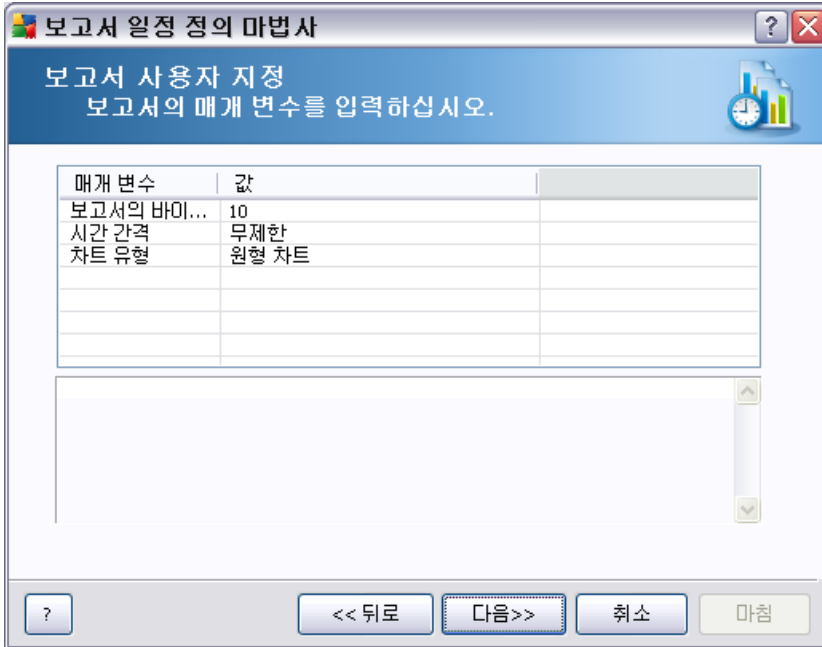 보고서 일정 정의 마법사
?
보고서 사용자 지정
보고서의 매개 변수를 입력하십시오.
매개 변수 값
보고서의 바이... 10
시간 간격 무제한
차트 유형 원형 차트
? << 뒤로 다음>> 취소 마침